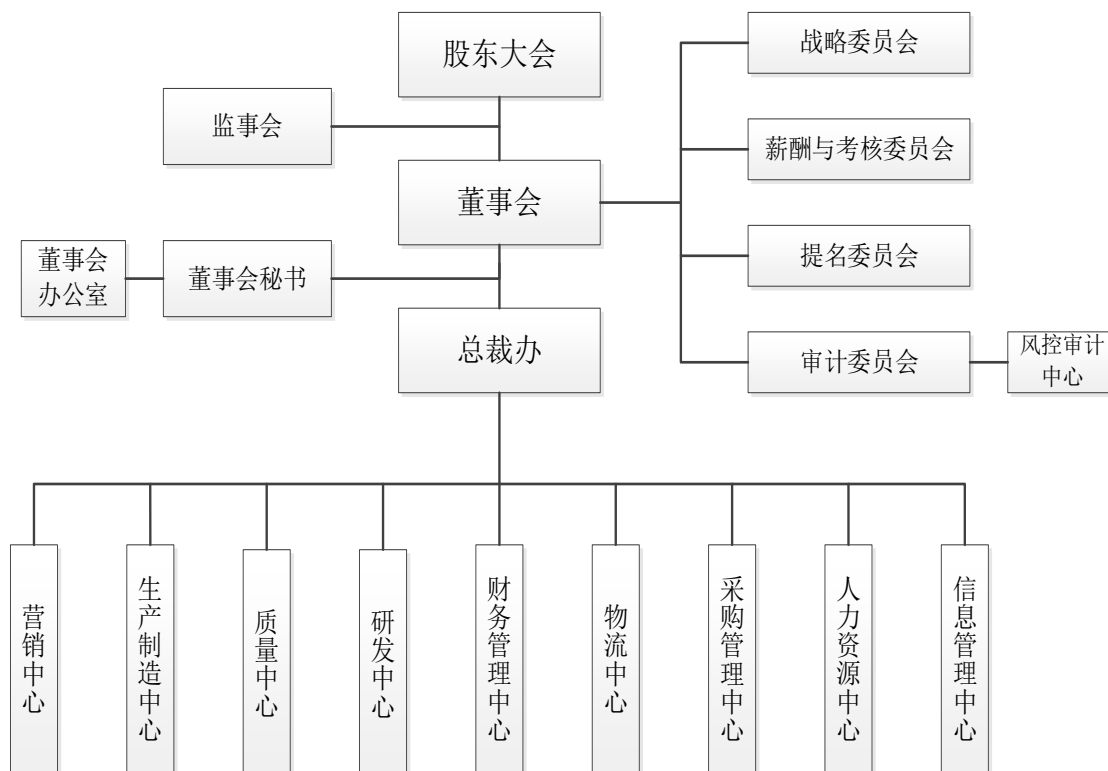 股东大会
战略委员会
监事会
薪酬与考核委员会
董事会
董事会
办公室
董事会秘书
提名委员会
总裁办
审计委员会
风控审计
中心
营销中心
生产制造中心
质量中心
研发中心
财务管理中心
物流中心
采购管理中心
人力资源中心
信息管理中心